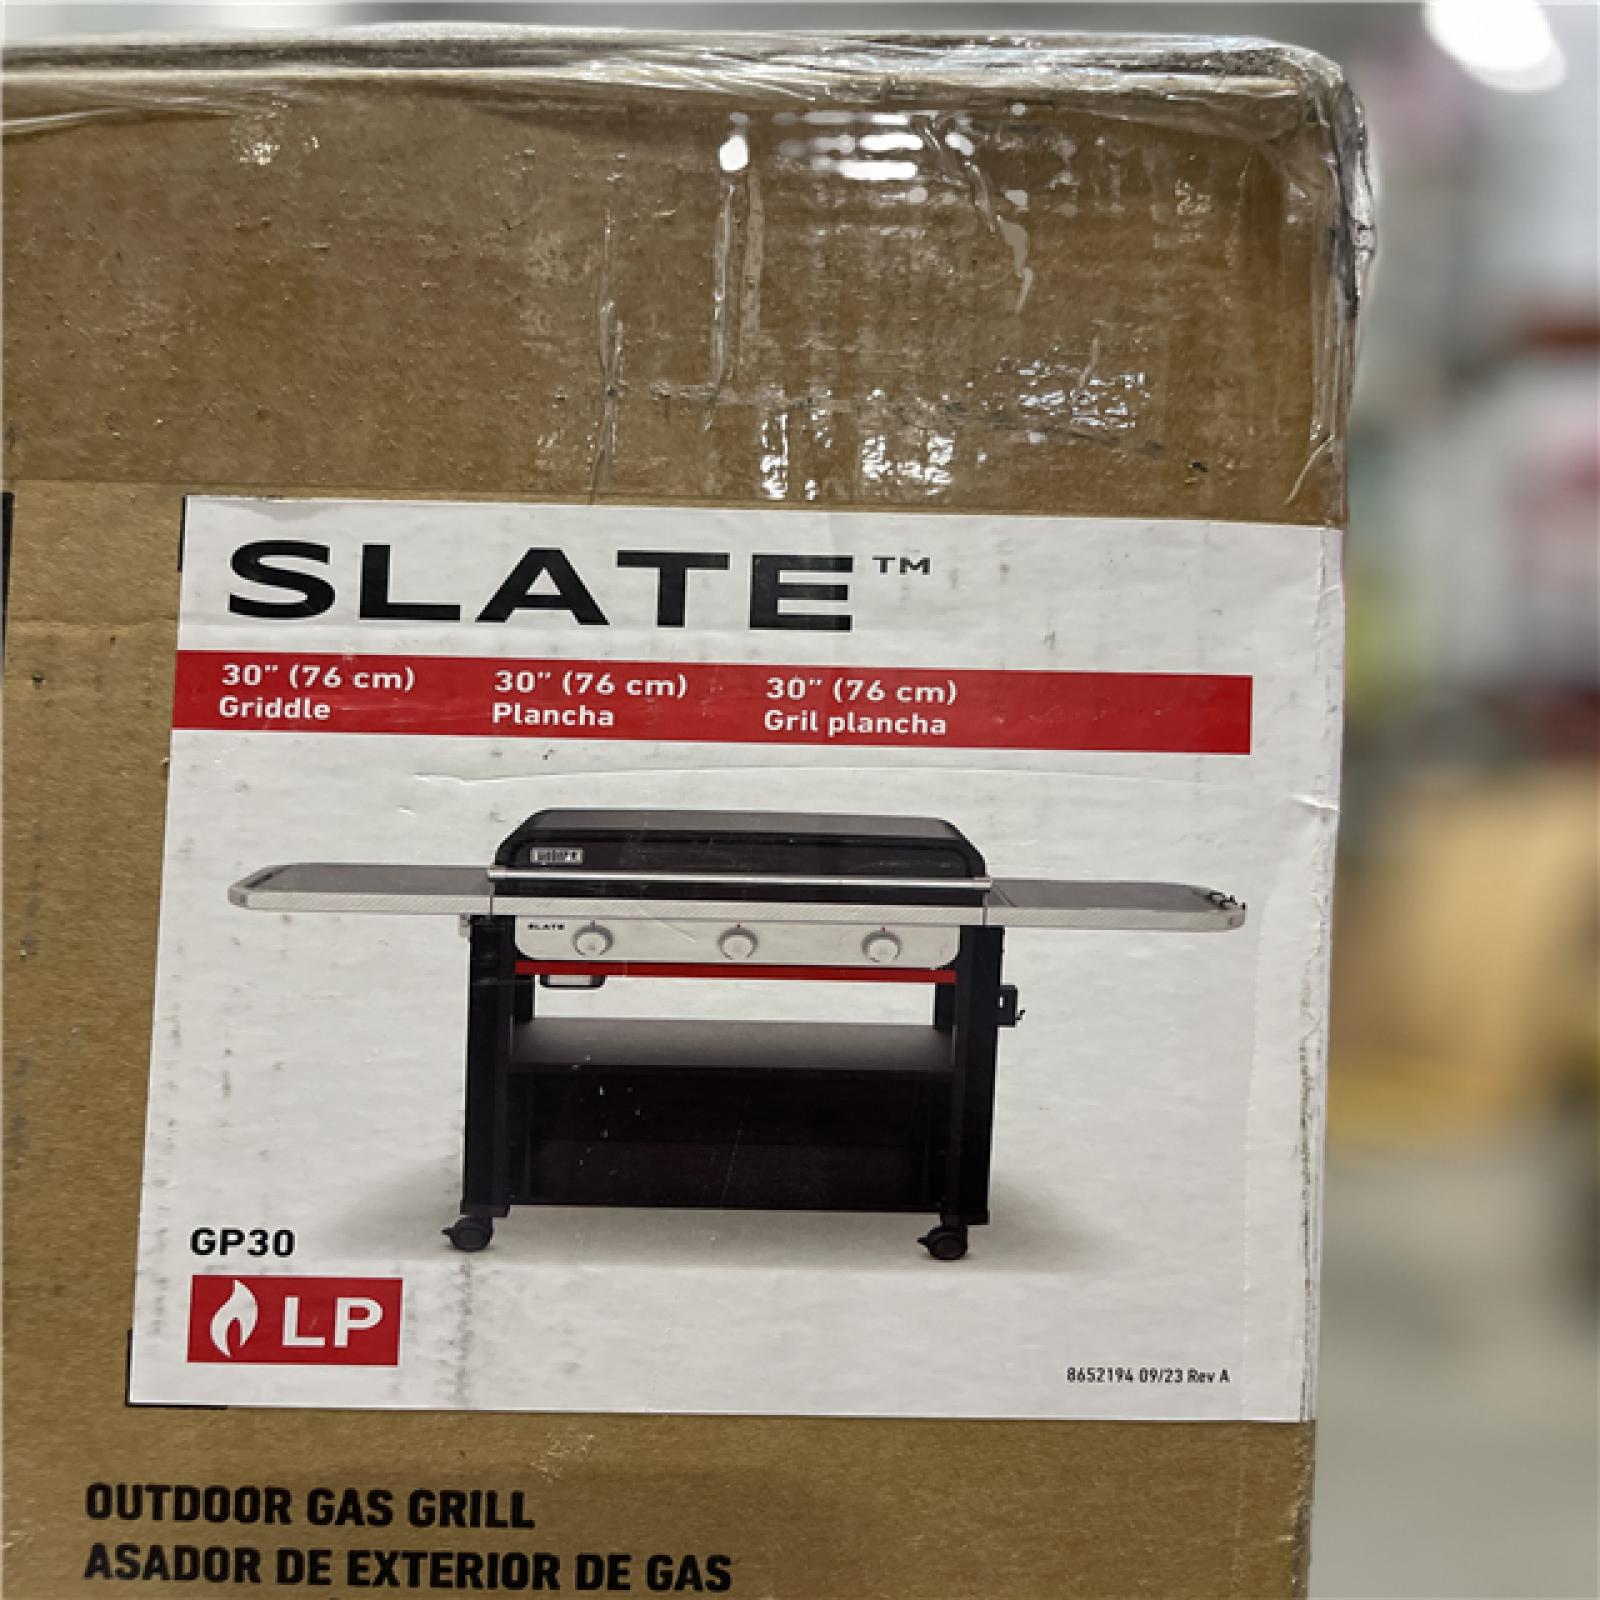 SLATE™
30" (76 cm) 30" (76 cm) 30" (76 cm)
Griddle Plancha Gril plancha
SLATE
GP30
LP
8652194 09/23 Rev A
OUTDOOR GAS GRILL
ASADOR DE EXTERIOR DE GAS